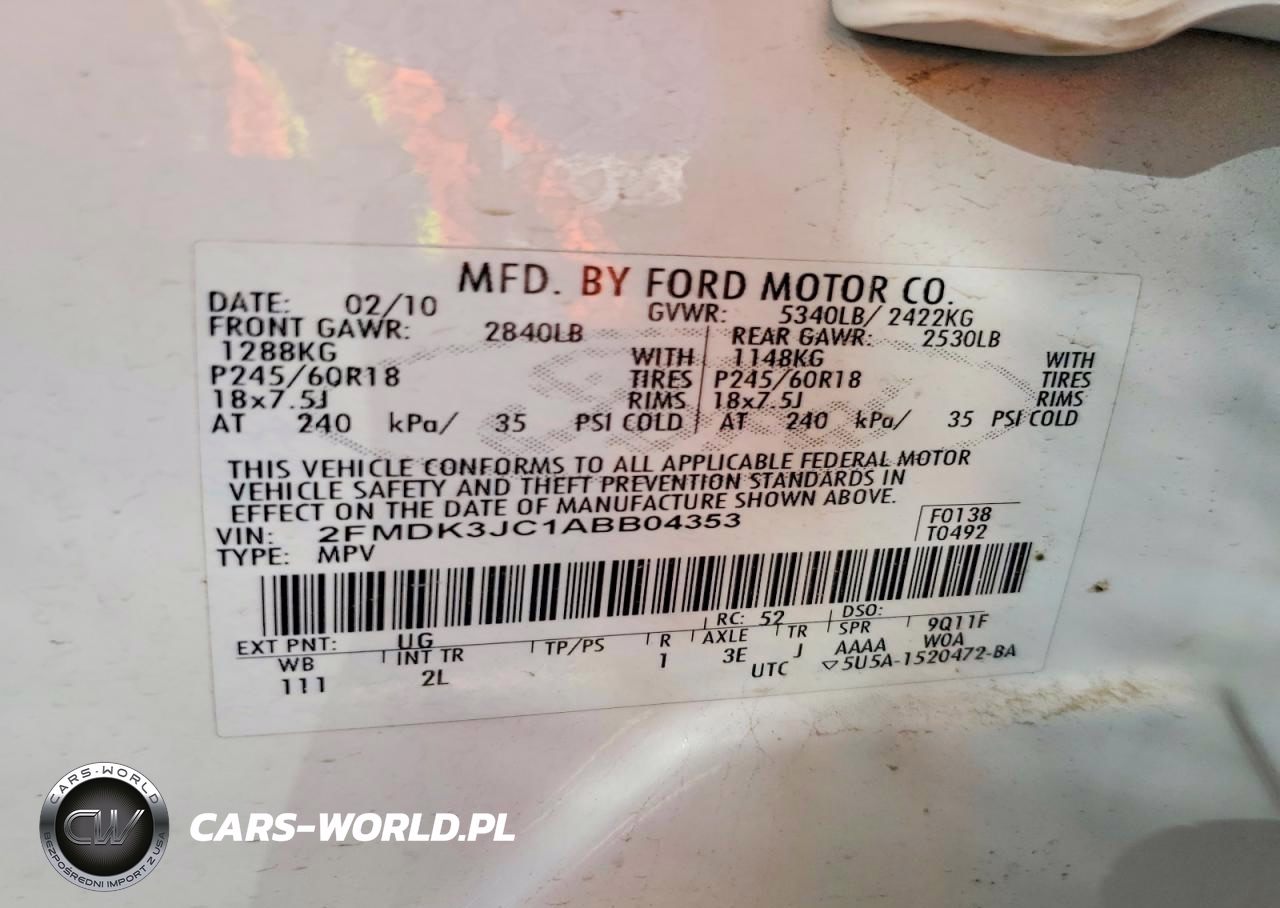 MFD. BY FORD MOTOR CO.
DATE: 02/10 GVWR: 5340LB/ 2422KG
FRONT GAWR: 2840LB REAR GAWR: 2530LB
1288KG WITH 1148KG WITH
P245/60R18 TIRES P245/60R18 TIRES
18x7.5J RIMS 18x7.5J RIMS
AT 240 kPa/ 35 PSI COLD AT 240 kPa/ 35 PSI COLD
THIS VEHICLE CONFORMS TO ALL APPLICABLE FEDERAL MOTOR
VEHICLE SAFETY AND THEFT PREVENTION STANDARDS IN
EFFECT ON THE DATE OF MANUFACTURE SHOWN ABOVE.
VIN: 2FMDK3JC1ABB04353 F0138
TYPE: MPV T0492
EXT PNT: UG RC: 52 DSO: 9Q11F
WB INT TR TP/PS R AXLE TR SPR W0A
111 2L 1 3E J AAAA
UTC ▽5U5A-1520472-BA
CARS-WORLD
CW
BEZPOŚREDNI IMPORT Z USA
CARS-WORLD.PL